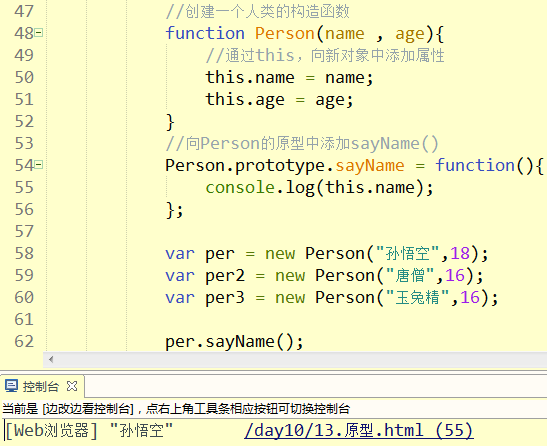 47 //创建一个人类的构造函数
48 function Person(name , age){
49 //通过this，向新对象中添加属性
50 this.name = name;
51 this.age = age;
52 }
53 //向Person的原型中添加sayName()
54 Person.prototype.sayName = function(){
55 console.log(this.name);
56 };
57
58 var per = new Person("孙悟空",18);
59 var per2 = new Person("唐僧",16);
60 var per3 = new Person("玉兔精",16);
61
62 per.sayName();
控制台
当前是 [边改边看控制台]，点右上角工具条相应按钮可切换控制台
[Web浏览器] "孙悟空" /day10/13.原型.html (55)